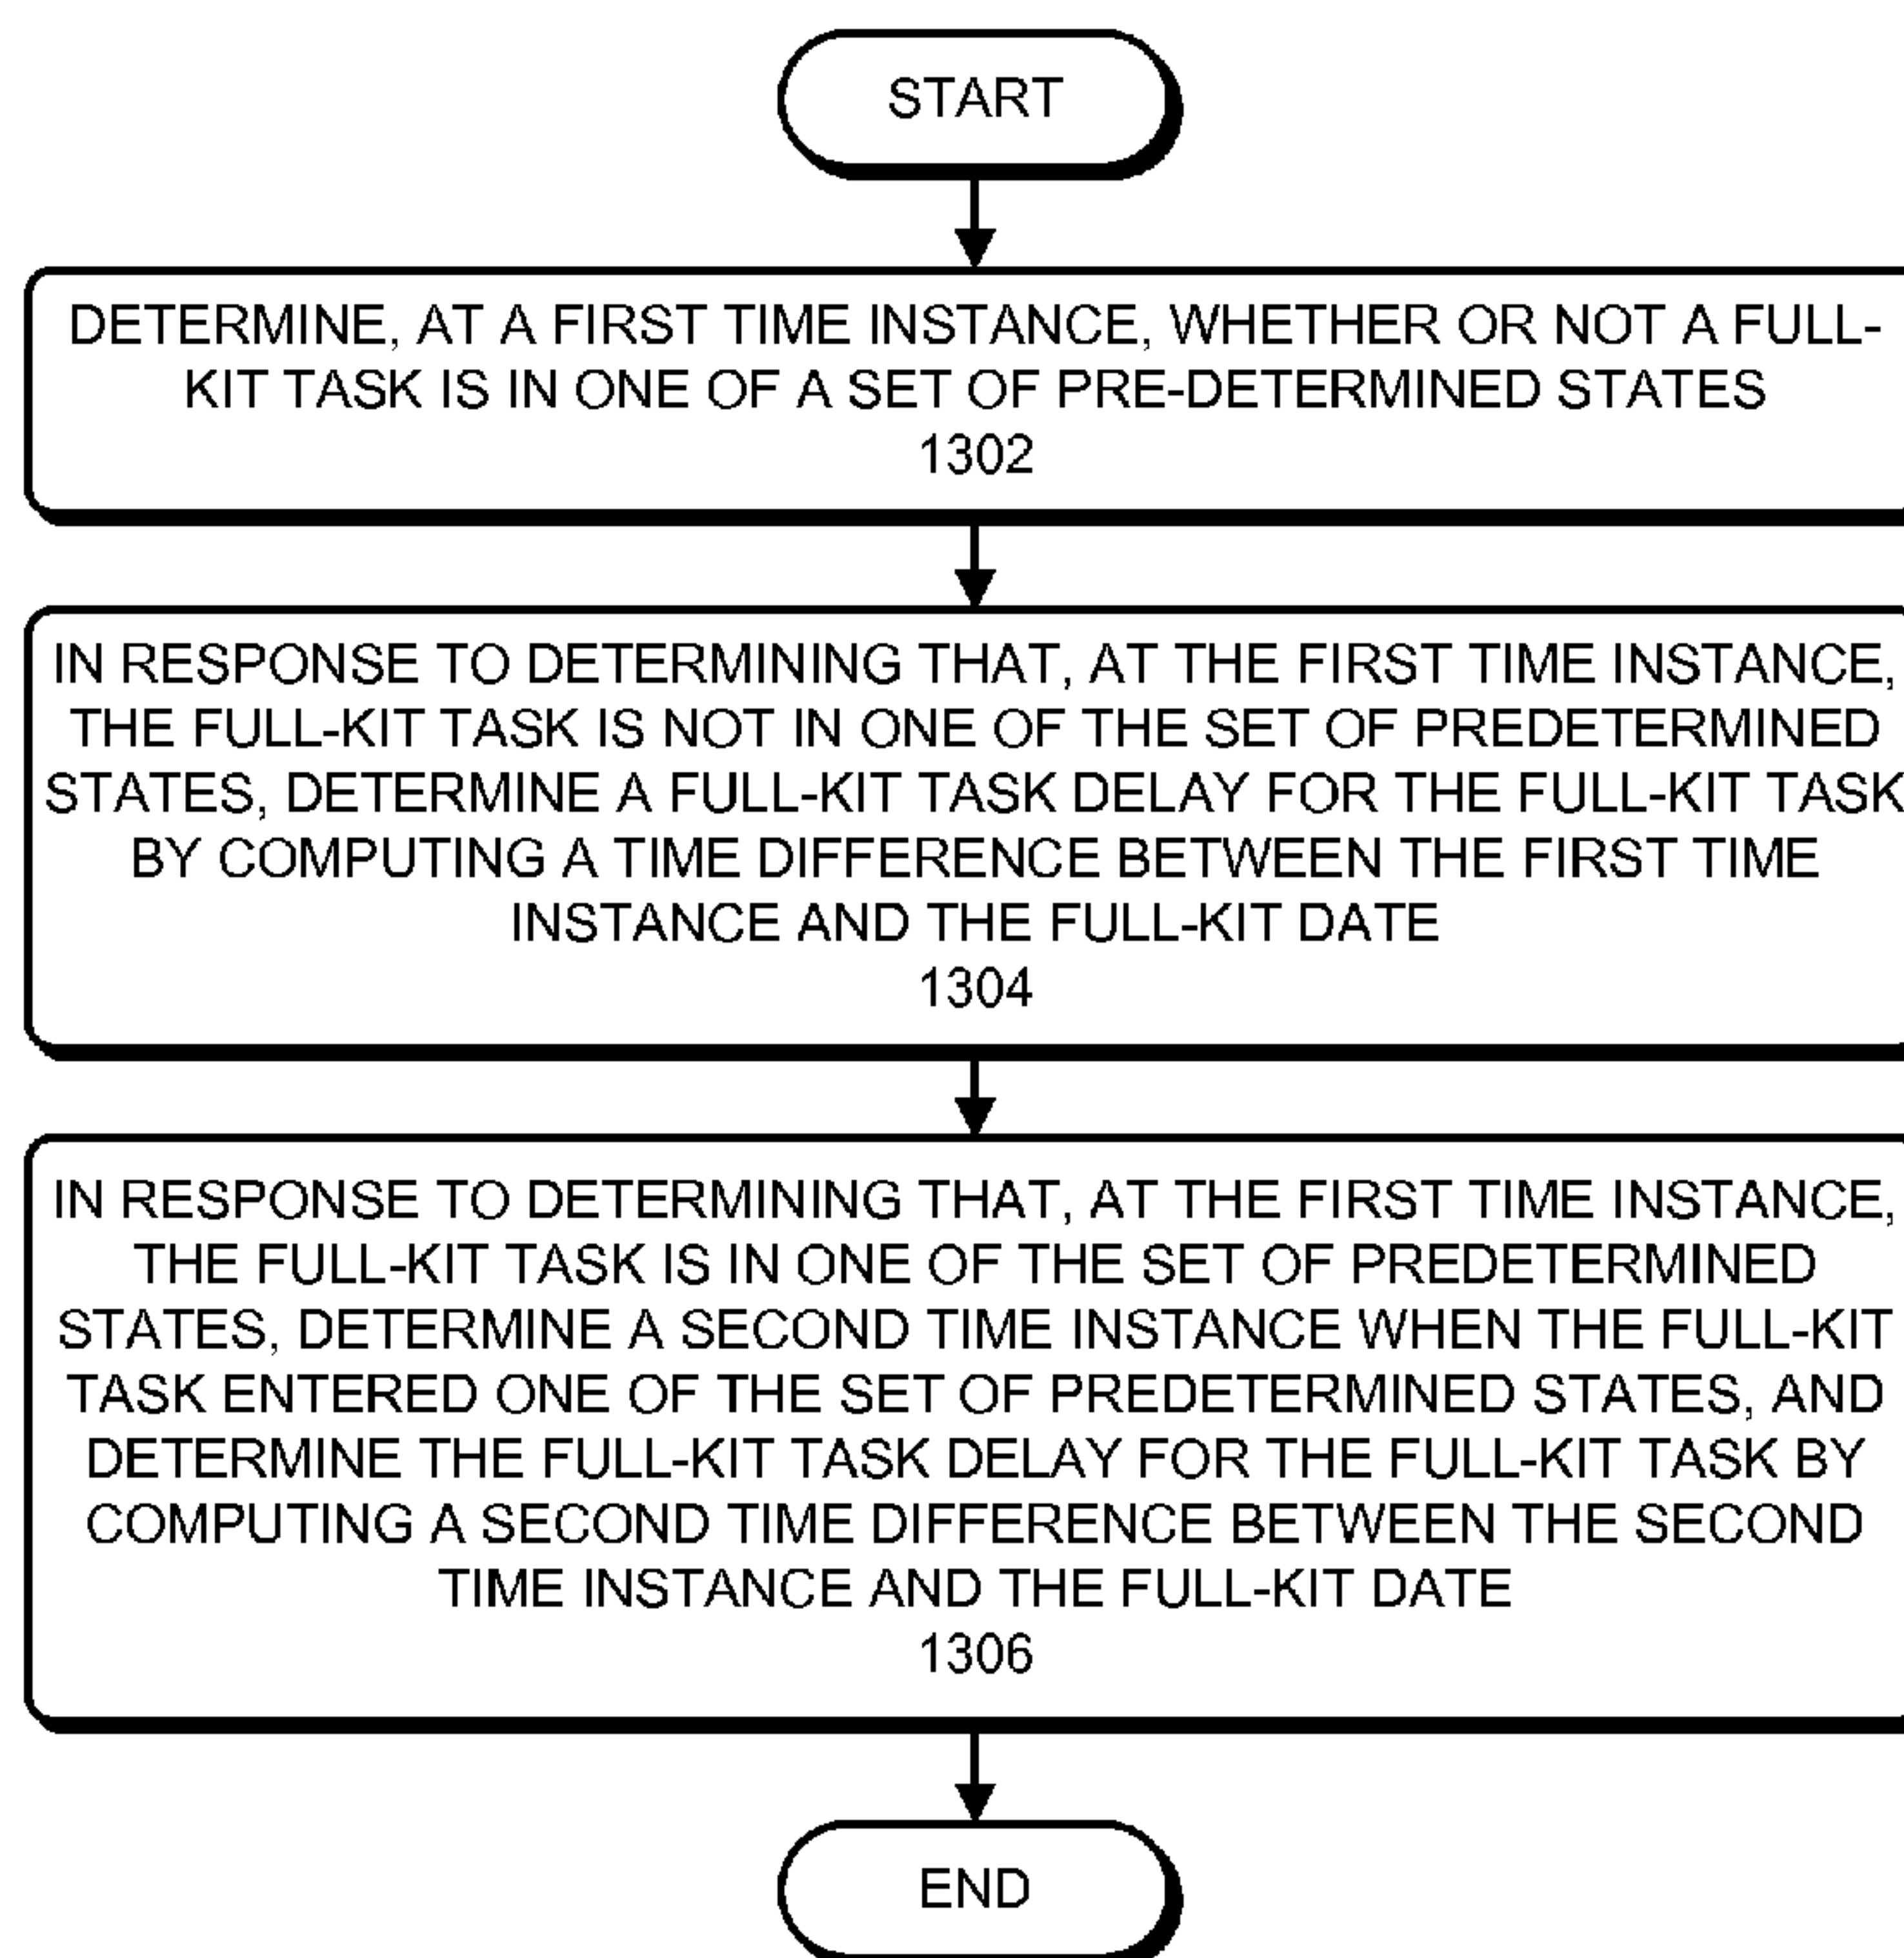 START
DETERMINE, AT A FIRST TIME INSTANCE, WHETHER OR NOT A FULL-
KIT TASK IS IN ONE OF A SET OF PRE-DETERMINED STATES
1302
IN RESPONSE TO DETERMINING THAT, AT THE FIRST TIME INSTANCE,
THE FULL-KIT TASK IS NOT IN ONE OF THE SET OF PREDETERMINED
STATES, DETERMINE A FULL-KIT TASK DELAY FOR THE FULL-KIT TASK
BY COMPUTING A TIME DIFFERENCE BETWEEN THE FIRST TIME
INSTANCE AND THE FULL-KIT DATE
1304
IN RESPONSE TO DETERMINING THAT, AT THE FIRST TIME INSTANCE,
THE FULL-KIT TASK IS IN ONE OF THE SET OF PREDETERMINED
STATES, DETERMINE A SECOND TIME INSTANCE WHEN THE FULL-KIT
TASK ENTERED ONE OF THE SET OF PREDETERMINED STATES, AND
DETERMINE THE FULL-KIT TASK DELAY FOR THE FULL-KIT TASK BY
COMPUTING A SECOND TIME DIFFERENCE BETWEEN THE SECOND
TIME INSTANCE AND THE FULL-KIT DATE
1306
END